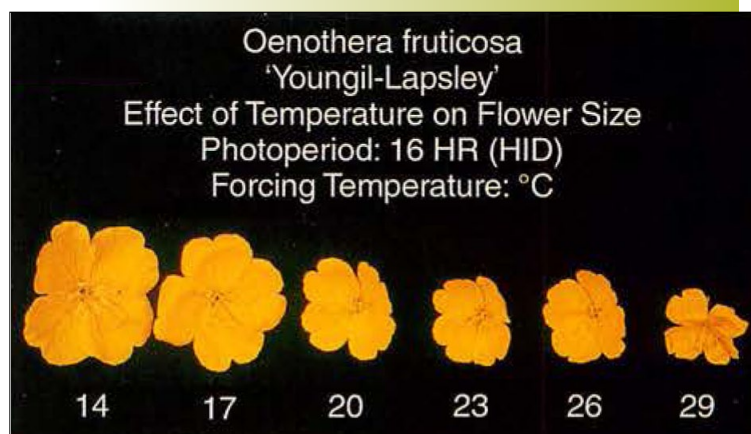 Oenothera fruticosa
‘Youngil-Lapsley’
Effect of Temperature on Flower Size
Photoperiod: 16 HR (HID)
Forcing Temperature: °C
14 17 20 23 26 29